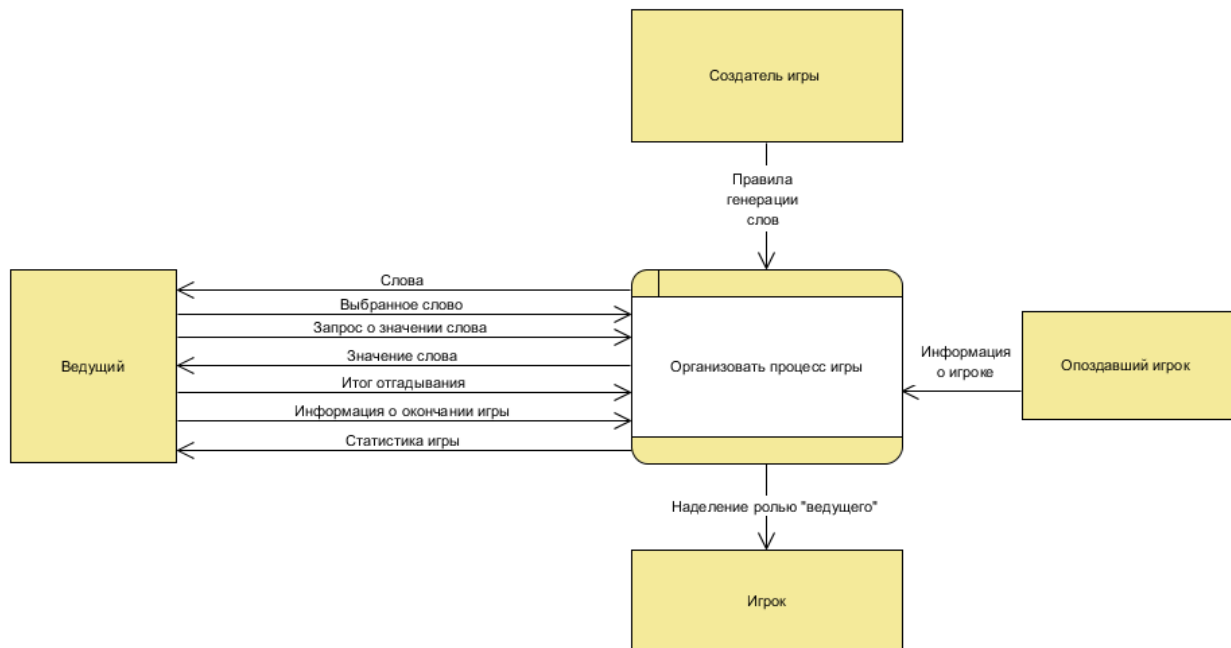 Создатель игры
Правила
генерации
слов
Слова
Выбранное слово
Запрос о значении слова
Значение слова
Итог отгадывания
Информация о окончании игры
Статистика игры
Ведущий
Организовать процесс игры
Информация
о игроке
Опоздавший игрок
Наделение ролью "ведущего"
Игрок